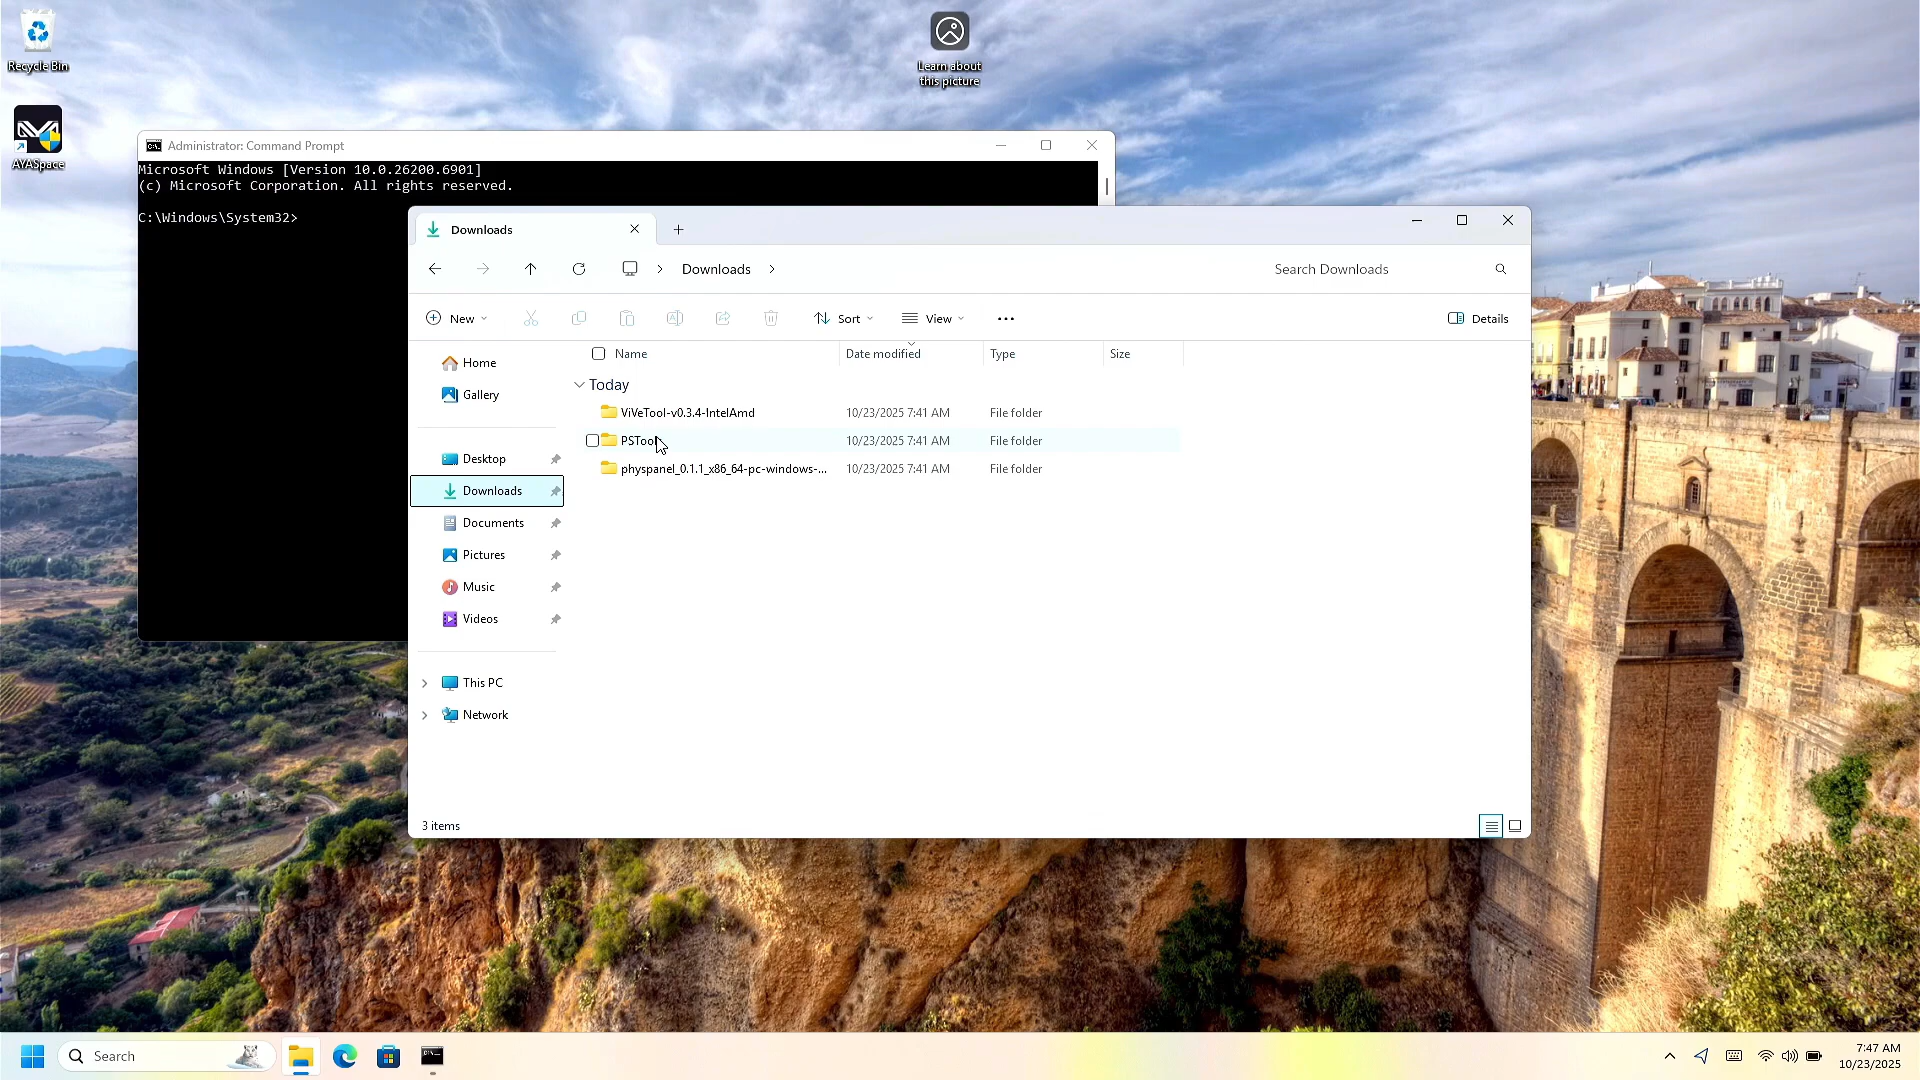 Recycle Bin
Learn about
this picture
AYASpace
Administrator: Command Prompt
Microsoft Windows [Version 10.0.26200.6901]
(c) Microsoft Corporation. All rights reserved.
C:\Windows\System32>
Downloads
Downloads
Search Downloads
New
Sort
View
Details
Name
Date modified
Type
Size
Home
Gallery
Desktop
Downloads
Documents
Pictures
Music
Videos
This PC
Network
Today
ViVeTool-v0.3.4-IntelAmd 10/23/2025 7:41 AM File folder
PSTool 10/23/2025 7:41 AM File folder
physpanel_0.1.1_x86_64-pc-windows-... 10/23/2025 7:41 AM File folder
3 items
Search
7:47 AM
10/23/2025